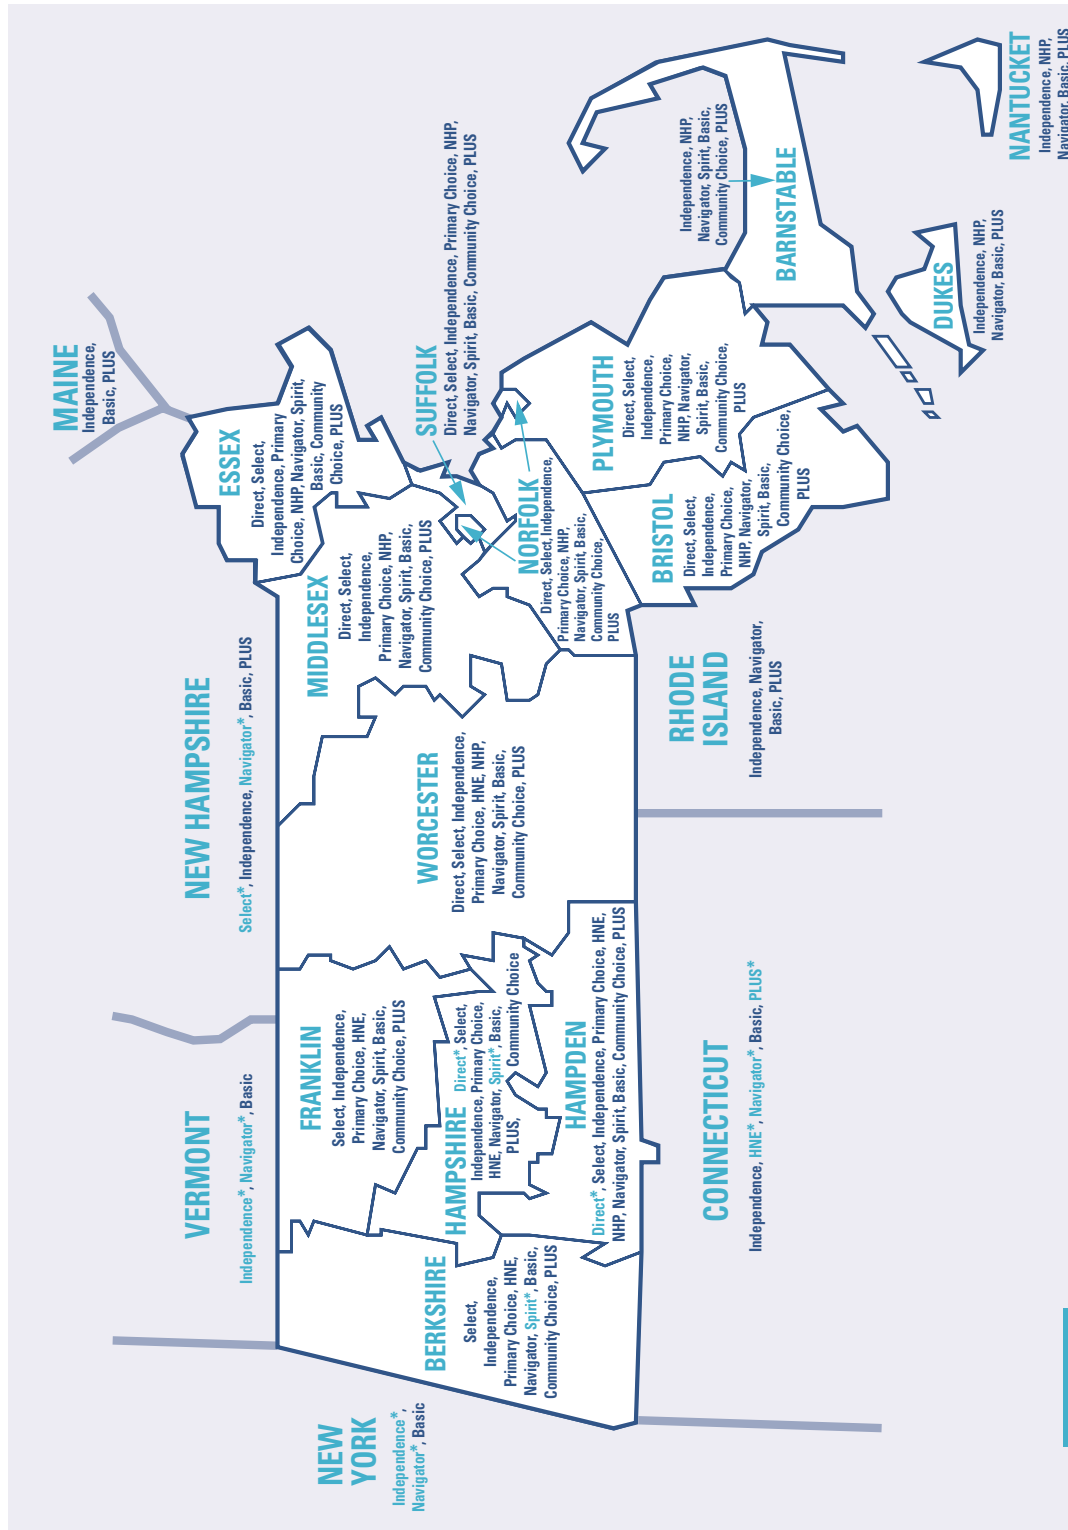 MAINE
Independence,
Basic, PLUS
NEW HAMPSHIRE
Select*, Independence, Navigator*, Basic, PLUS
VERMONT
Independence*, Navigator*, Basic
NEW
YORK
Independence*,
Navigator*, Basic
ESSEX
Direct, Select,
Independence, Primary
Choice, NHP, Navigator, Spirit,
Basic, Community
Choice, PLUS
MIDDLESEX
Direct, Select,
Independence,
Primary Choice, NHP,
Navigator, Spirit, Basic,
Community Choice, PLUS
SUFFOLK
Direct, Select, Independence, Primary Choice, NHP,
Navigator, Spirit, Basic, Community Choice, PLUS
FRANKLIN
Select, Independence,
Primary Choice, HNE,
Navigator, Spirit, Basic,
Community Choice, PLUS
WORCESTER
Direct, Select, Independence,
Primary Choice, HNE, NHP,
Navigator, Spirit, Basic,
Community Choice, PLUS
BERKSHIRE
Select,
Independence,
Primary Choice, HNE,
Navigator, Spirit*, Basic,
Community Choice, PLUS
HAMPSHIRE Direct*, Select,
Independence, Primary Choice,
HNE, Navigator, Spirit*, Basic,
PLUS, Community Choice
HAMPDEN
Direct*, Select, Independence, Primary Choice, HNE,
NHP, Navigator, Spirit, Basic, Community Choice, PLUS
NORFOLK
Direct, Select, Independence,
Primary Choice, NHP,
Navigator, Spirit, Basic,
Community Choice,
PLUS
PLYMOUTH
Direct, Select,
Independence,
Primary Choice,
NHP, Navigator,
Spirit, Basic,
Community Choice,
PLUS
BRISTOL
Direct, Select,
Independence,
Primary Choice,
NHP, Navigator,
Spirit, Basic,
Community Choice,
PLUS
Independence, NHP,
Navigator, Spirit, Basic,
Community Choice, PLUS
BARNSTABLE
RHODE
ISLAND
Independence, Navigator,
Basic, PLUS
CONNECTICUT
Independence, HNE*, Navigator*, Basic, PLUS*
DUKES
Independence, NHP,
Navigator, Basic, PLUS
NANTUCKET
Independence, NHP,
Navigator, Basic, PLUS